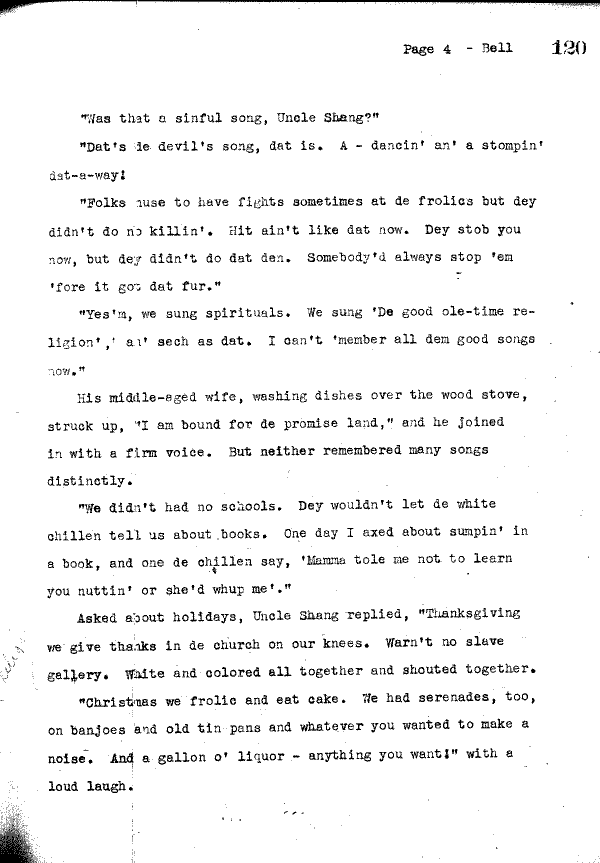 Page 4 - Bell 120
"Was that a sinful song, Uncle Shang?"
"Dat's de devil's song, dat is. A - dancin' an' a stompin'
dat-a-way!
"Folks nuse to have fights sometimes at de frolics but dey
didn't do no killin'. Hit ain't like dat now. Dey stob you
now, but dey didn't do dat den. Somebody'd always stop 'em
'fore it got dat fur."
"Yes'm, we sung spirituals. We sung 'De good ole-time re-
ligion',' an' sech as dat. I can't 'member all dem good songs
now."
His middle-aged wife, washing dishes over the wood stove,
struck up, "I am bound for de promise land," and he joined
in with a firm voice. But neither remembered many songs
distinctly.
"We didn't had no schools. Dey wouldn't let de white
chillen tell us about books. One day I axed about sumpin' in
a book, and one de chillen say, 'Mamma tole me not to learn
you nuttin' or she'd whup me'."
Asked about holidays, Uncle Shang replied, "Thanksgiving
we give thanks in de church on our knees. Warn't no slave
gallery. White and colored all together and shouted together.
"Christmas we frolic and eat cake. We had serenades, too,
on banjoes and old tin pans and whatever you wanted to make a
noise. And a gallon o' liquor - anything you want!" with a
loud laugh.